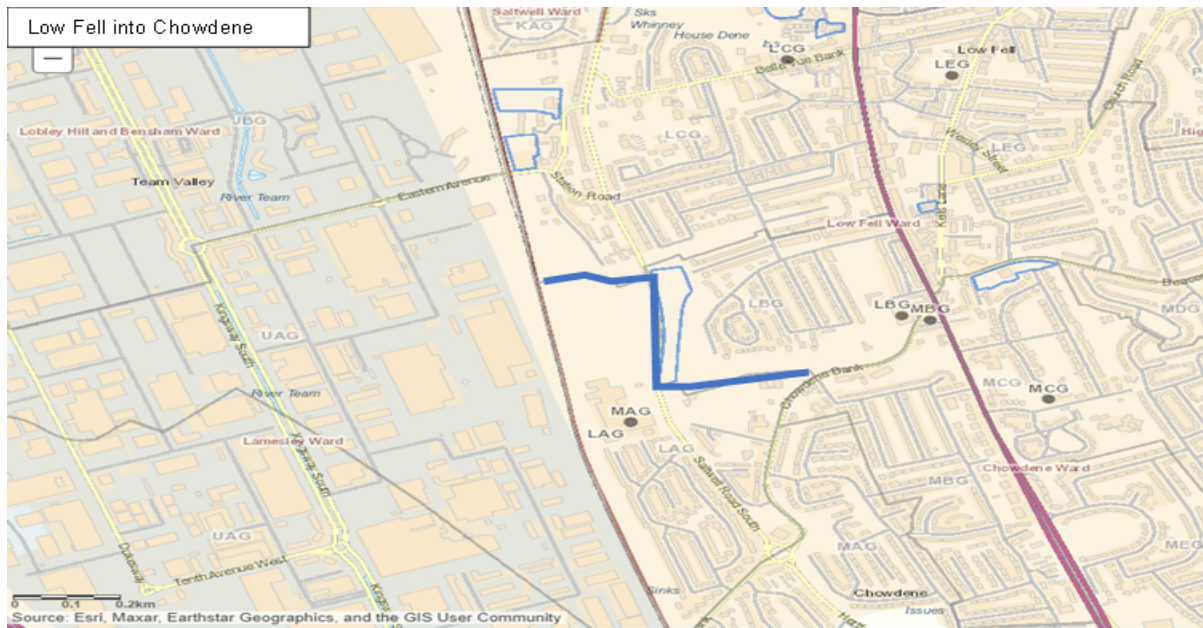 Low Fell into Chowdene
Saltwell Ward
KAG
Sks
Whinney
House Dene
LCG
Bellevue Bank
Low Fell
LEG
Church Road
Lobley Hill and Bensham Ward
JBG
LCG
LEG
Team Valley
River Team
Eastern Avenue
Station Road
Kells Lane
Low Fell Ward
Kingsway South
LBG
LBG
MBG
MDG
UAG
River Team
Chowdene Bank
MCG
MCG
MAG
LAG
Lamesley Ward
LAG
Kingsway South
Saltwell Road South
Chowdene Ward
MBG
UAG
MAG
MEG
Tenth Avenue West
Sinks
Chowdene
Issues
0 0.1 0.2km
Source: Esri, Maxar, Earthstar Geographics, and the GIS User Community